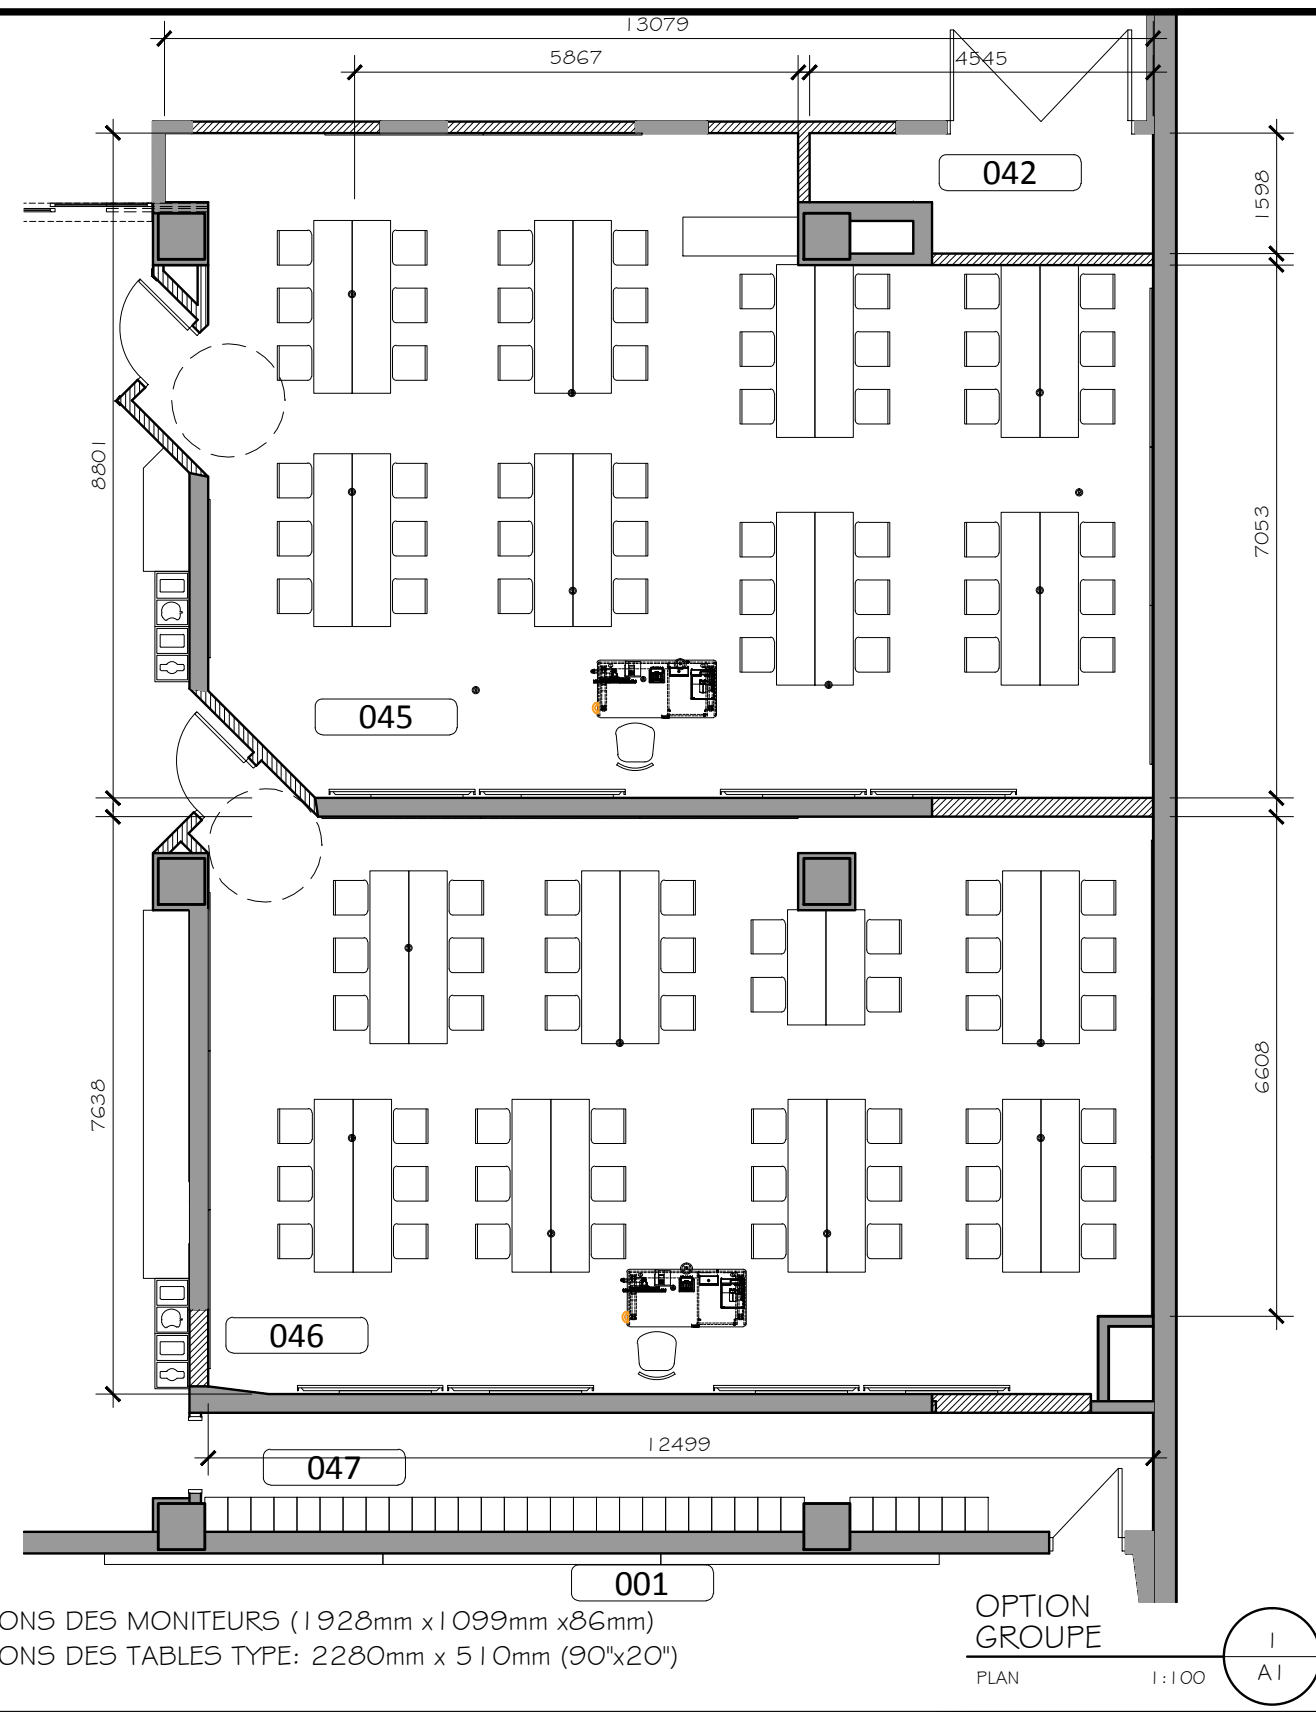 13079
5867
4545
042
1598
8801
7053
045
6608
7638
046
12499
047
001
ONS DES MONITEURS (1928mm x1099mm x86mm)
ONS DES TABLES TYPE: 2280mm x 510mm (90"x20")
OPTION
GROUPE
PLAN 1:100
1
A1